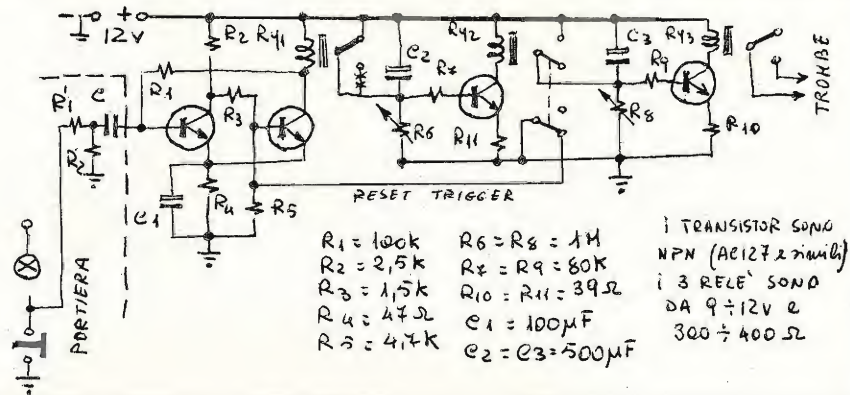 - +
12V
R2
Ry1
C2
Ry2
C3
Ry3
R1
R'1
C
R3
R7
R9
R'2
R6
R11
R8
R10
TROMBE
C1
R4
R5
RESET TRIGGER
PORTIERA
R1 = 100K
R2 = 2,5K
R3 = 1,5K
R4 = 47Ω
R5 = 4,7K
R6 = R8 = 1M
R7 = R9 = 80K
R10 = R11 = 39Ω
C1 = 100μF
C2 = C3 = 500μF
i TRANSISTOR SONO
NPN (AC127 e simili)
i 3 RELE' SONO
DA 9÷12V e
300÷400Ω